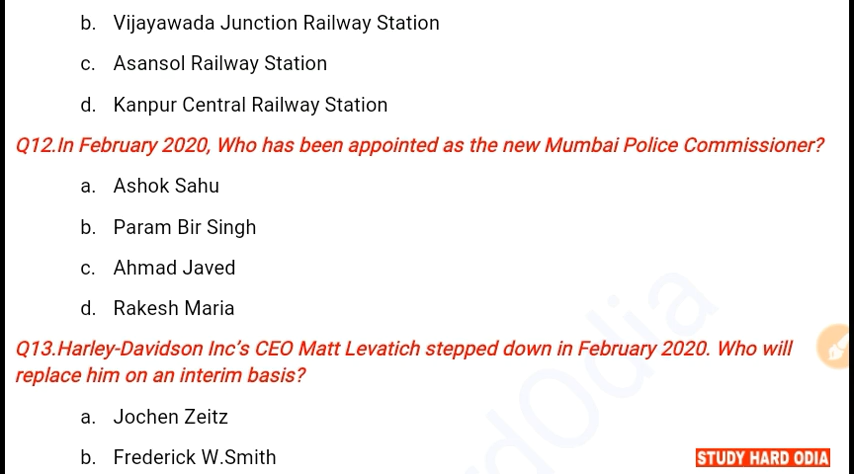 b. Vijayawada Junction Railway Station
c. Asansol Railway Station
d. Kanpur Central Railway Station
Q12.In February 2020, Who has been appointed as the new Mumbai Police Commissioner?
a. Ashok Sahu
b. Param Bir Singh
c. Ahmad Javed
d. Rakesh Maria
Q13.Harley-Davidson Inc's CEO Matt Levatich stepped down in February 2020. Who will
replace him on an interim basis?
a. Jochen Zeitz
b. Frederick W.Smith
STUDY HARD ODIA